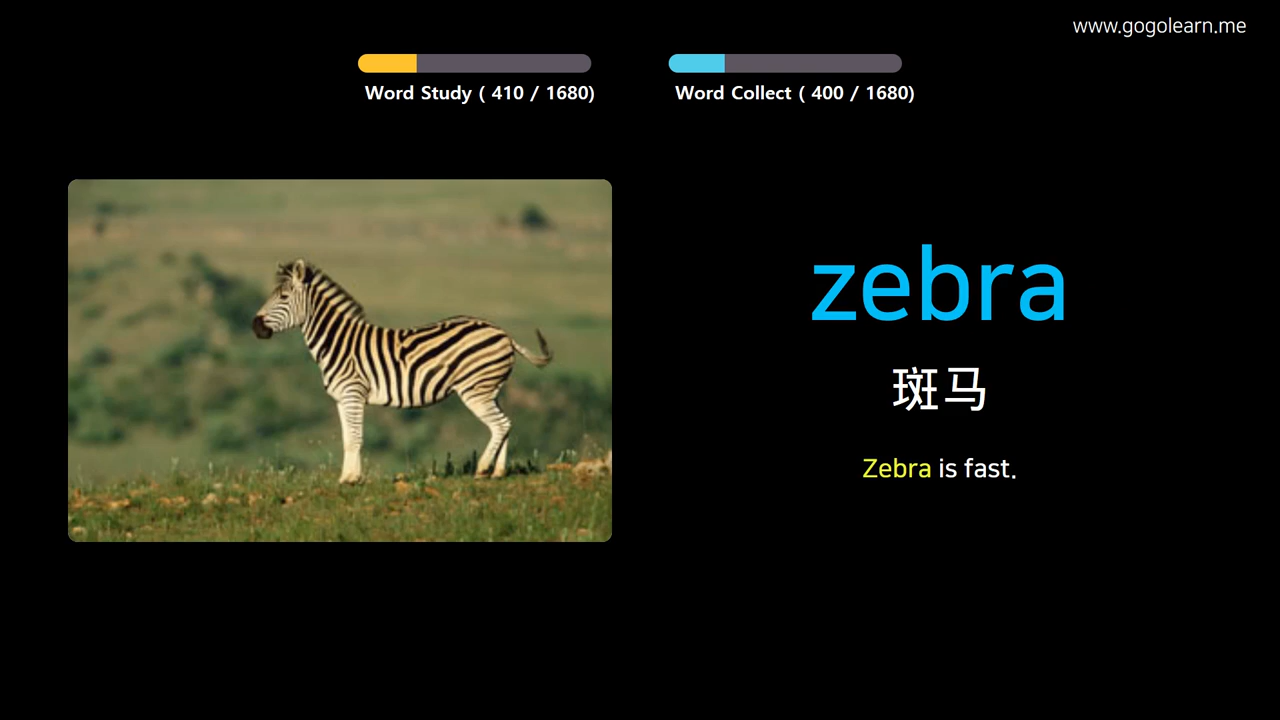 www.gogolearn.me
Word Study ( 410 / 1680)
Word Collect ( 400 / 1680)
zebra
斑马
Zebra is fast.